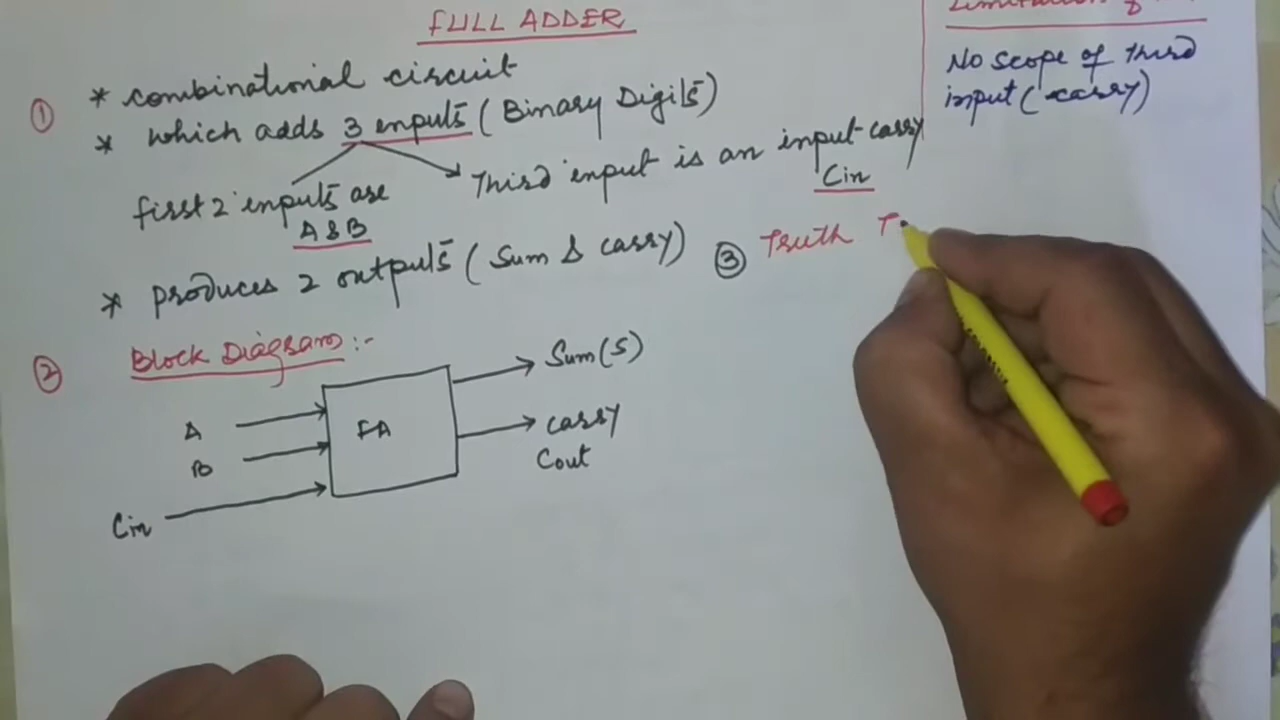 FULL ADDER
① * combinational circuit
* which adds 3 inputs (Binary Digits)
first 2 inputs are
A & B
Third input is an input carry
Cin
* produces 2 outputs (Sum & carry)
② Block Diagram :-
A
B
Cin
FA
Sum(S)
carry
Cout
③ Truth T
Limitation of
No scope of Third
input (carry)